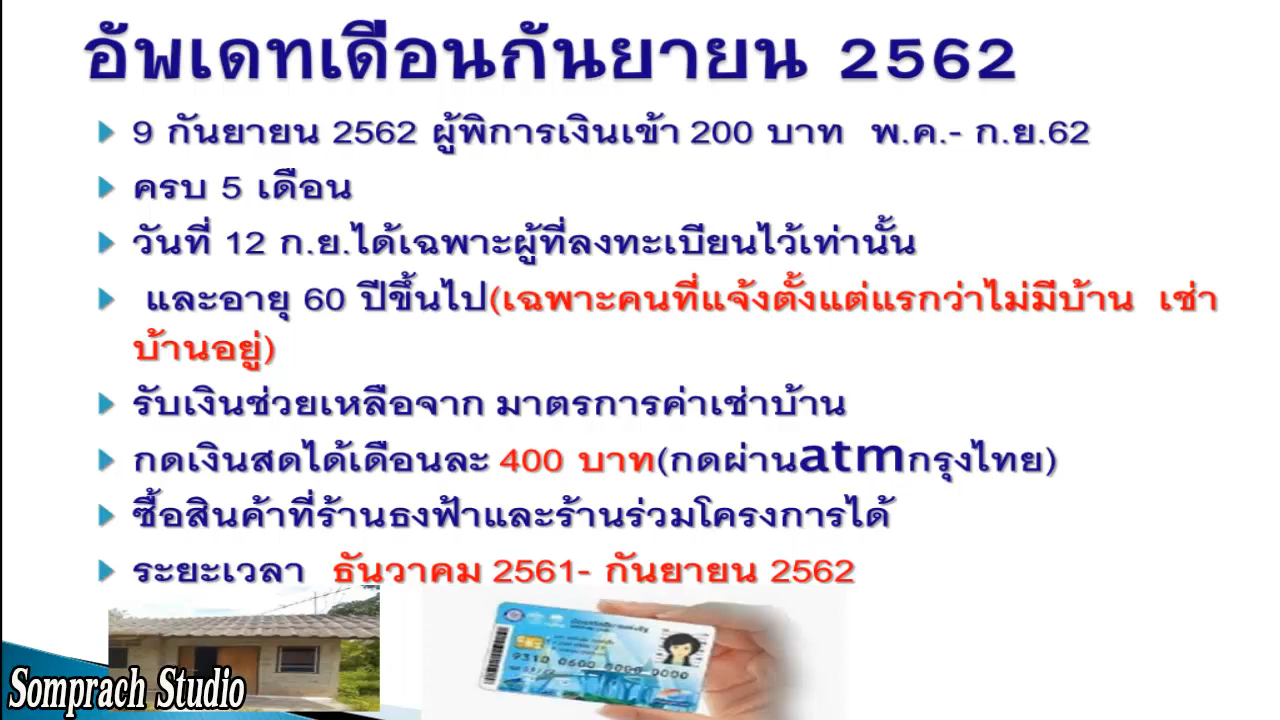 อัพเดทเดือนกันยายน 2562
9 กันยายน 2562 ผู้พิการเงินเข้า 200 บาท พ.ค.- ก.ย.62
ครบ 5 เดือน
วันที่ 12 ก.ย.ได้เฉพาะผู้ที่ลงทะเบียนไว้เท่านั้น
และอายุ 60 ปีขึ้นไป(เฉพาะคนที่แจ้งตั้งแต่แรกว่าไม่มีบ้าน เช่า
บ้านอยู่)
รับเงินช่วยเหลือจาก มาตรการค่าเช่าบ้าน
กดเงินสดได้เดือนละ 400 บาท(กดผ่านatmกรุงไทย)
ซื้อสินค้าที่ร้านธงฟ้าและร้านร่วมโครงการได้
ระยะเวลา ธันวาคม 2561- กันยายน 2562
9310 0600 0000 0000
Somprach Studio